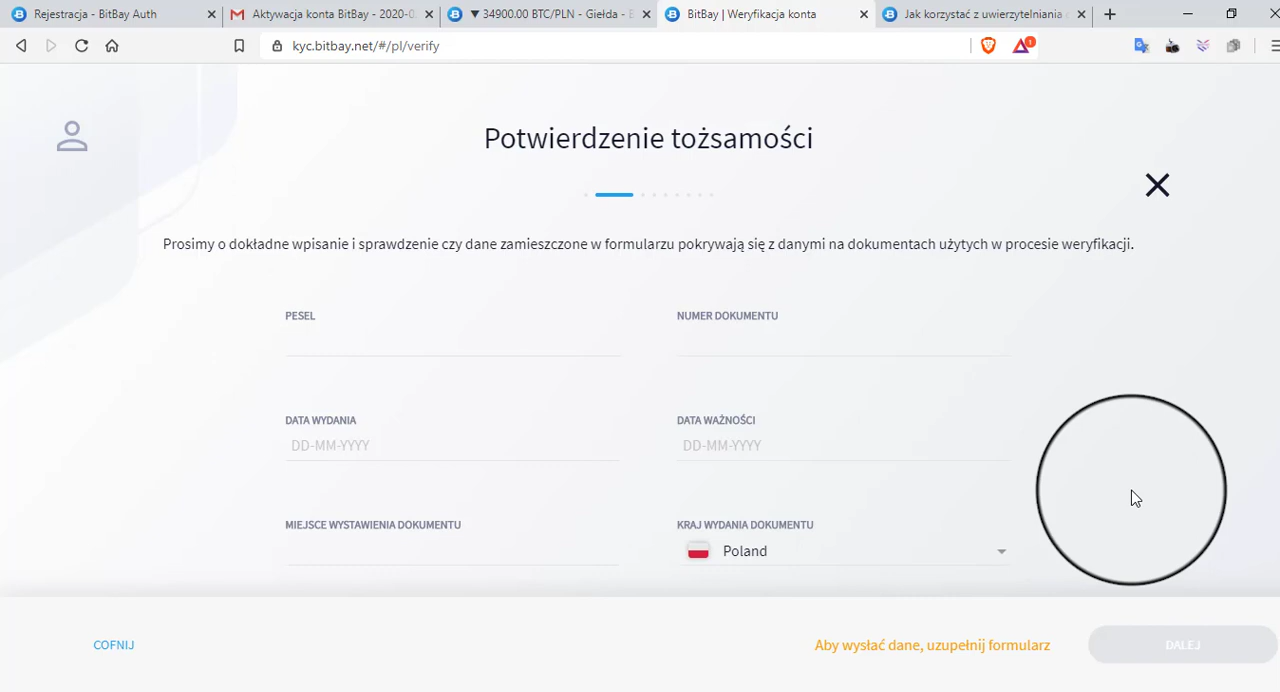 Rejestracja - BitBay Auth
Aktywacja konta BitBay - 2020-0
▼ 34900.00 BTC/PLN - Giełda - B
BitBay | Weryfikacja konta
Jak korzystać z uwierzytelniania
kyc.bitbay.net/#/pl/verify
1
Potwierdzenie tożsamości
Prosimy o dokładne wpisanie i sprawdzenie czy dane zamieszczone w formularzu pokrywają się z danymi na dokumentach użytych w procesie weryfikacji.
PESEL
NUMER DOKUMENTU
DATA WYDANIA
DATA WAŻNOŚCI
DD-MM-YYYY
DD-MM-YYYY
MIEJSCE WYSTAWIENIA DOKUMENTU
KRAJ WYDANIA DOKUMENTU
Poland
COFNIJ
Aby wysłać dane, uzupełnij formularz
DALEJ